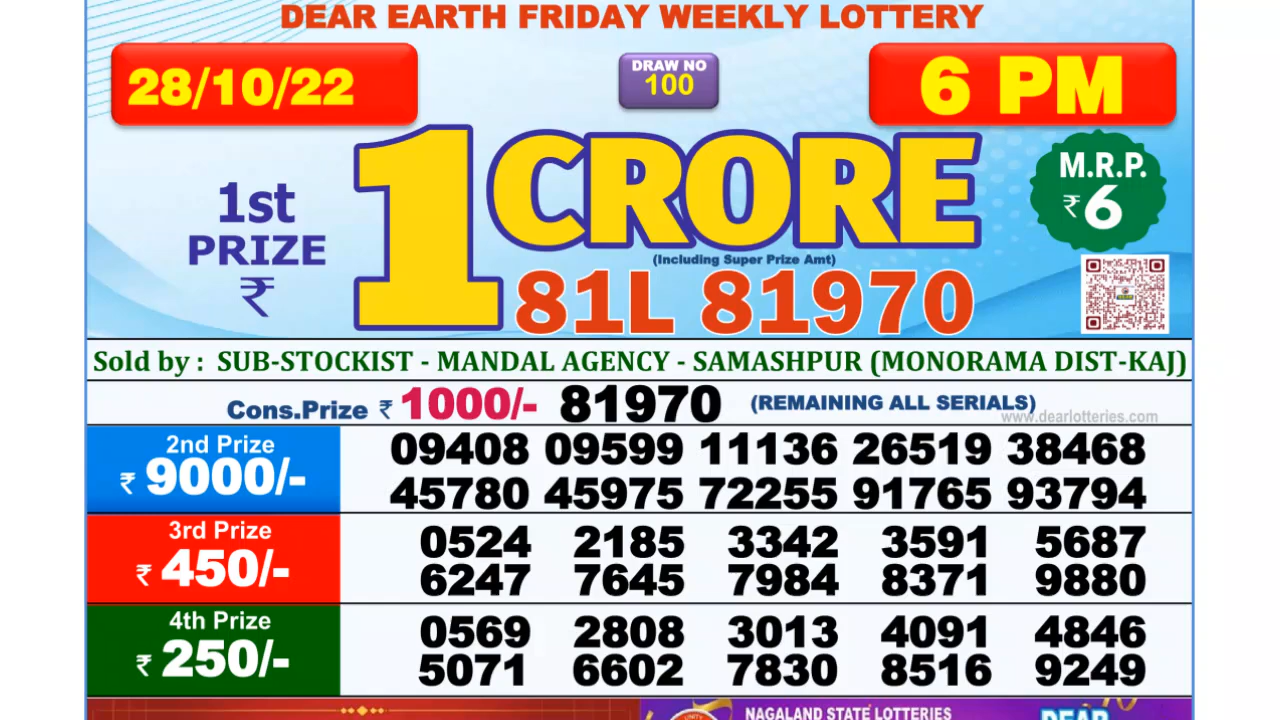 DEAR EARTH FRIDAY WEEKLY LOTTERY
28/10/22
DRAW NO
100
6 PM
1st
PRIZE
₹
1 CRORE
(Including Super Prize Amt)
81L 81970
M.R.P.
₹6
Sold by : SUB-STOCKIST - MANDAL AGENCY - SAMASHPUR (MONORAMA DIST-KAJ)
Cons.Prize ₹ 1000/- 81970 (REMAINING ALL SERIALS)
www.dearlotteries.com
2nd Prize
₹ 9000/-
09408 09599 11136 26519 38468
45780 45975 72255 91765 93794
3rd Prize
₹ 450/-
0524 2185 3342 3591 5687
6247 7645 7984 8371 9880
4th Prize
₹ 250/-
0569 2808 3013 4091 4846
5071 6602 7830 8516 9249
NAGALAND STATE LOTTERIES
DEAR